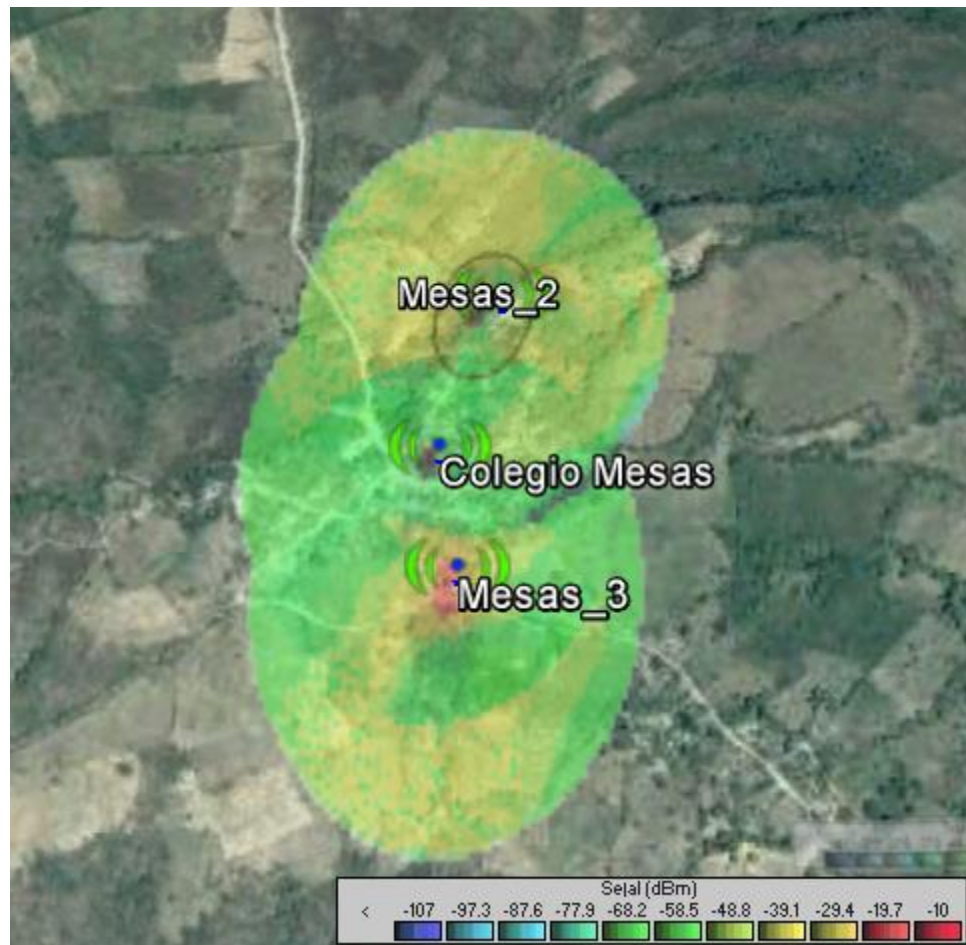 Mesas_2
Colegio Mesas
Mesas_3
Se|al (dBm)
< -107 -97.3 -87.6 -77.9 -68.2 -58.5 -48.8 -39.1 -29.4 -19.7 -10